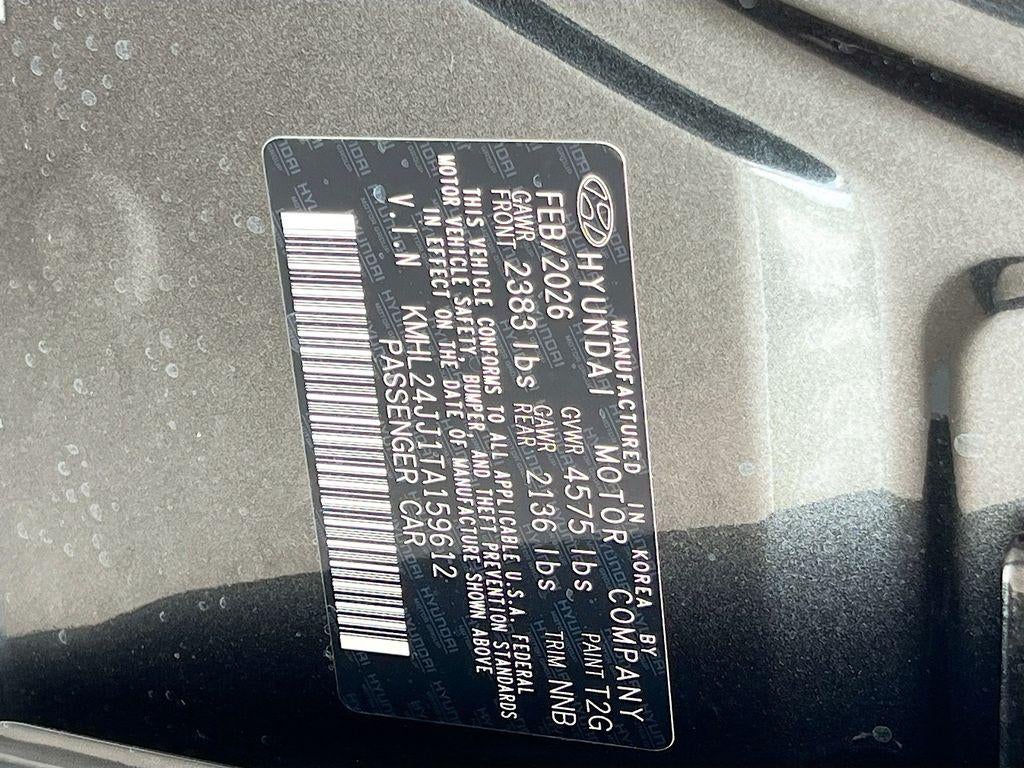 MANUFACTURED IN KOREA BY
HYUNDAI MOTOR COMPANY
FEB/2026 GVWR 4575 lbs PAINT T2G
GAWR FRONT 2383 lbs GAWR REAR 2136 lbs TRIM NNB
THIS VEHICLE CONFORMS TO ALL APPLICABLE U.S.A. FEDERAL
MOTOR VEHICLE SAFETY, BUMPER, AND THEFT PREVENTION STANDARDS
IN EFFECT ON THE DATE OF MANUFACTURE SHOWN ABOVE
V.I.N KMHL24JJ1TA159612
PASSENGER CAR